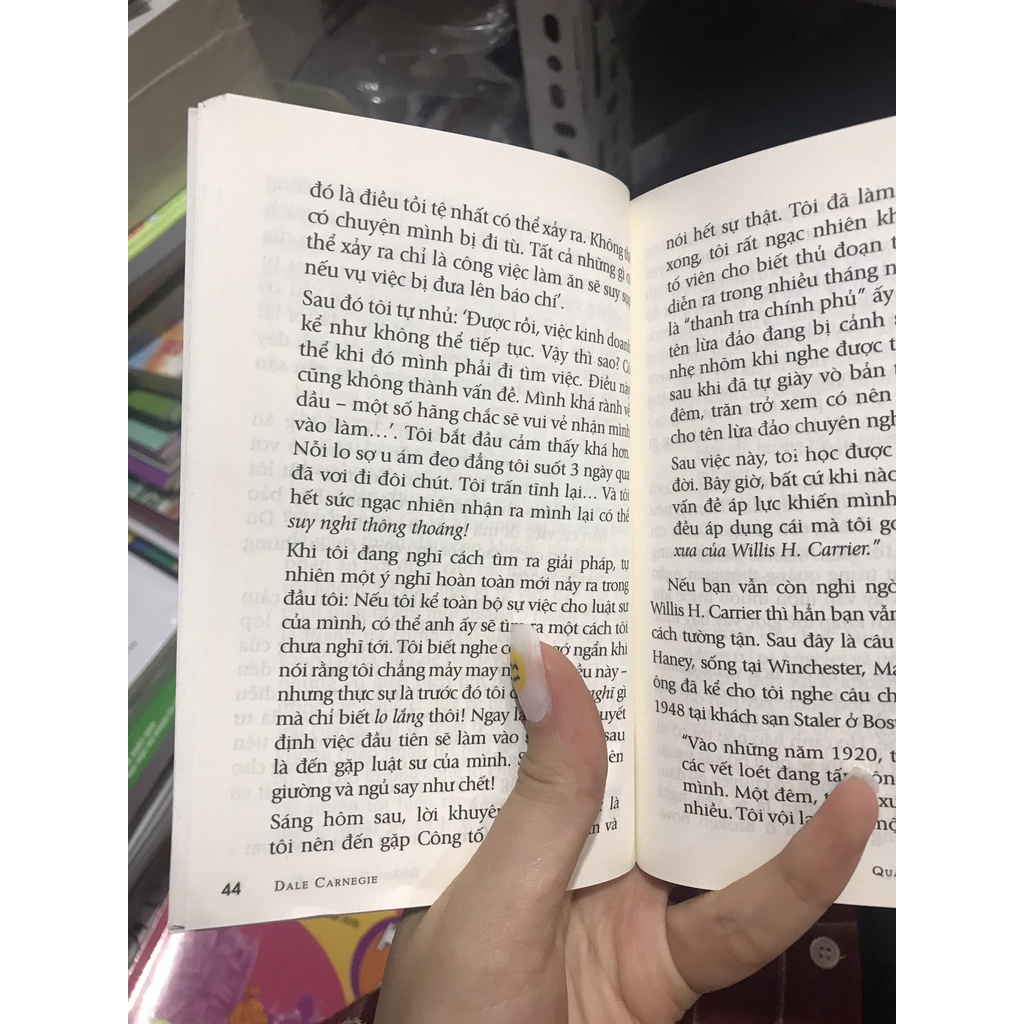 đó là điều tồi tệ nhất có thể xảy ra. Không
có chuyện mình bị đi tù. Tất cả những gì
thể xảy ra chỉ là công việc làm ăn sẽ suy
nếu vụ việc bị đưa lên báo chí’.
Sau đó tôi tự nhủ: ‘Được rồi, việc kinh doanh
kể như không thể tiếp tục. Vậy thì sao?
thể khi đó mình phải đi tìm việc. Điều này
cũng không thành vấn đề. Mình khá rành về
dầu – một số hãng chắc sẽ vui vẻ nhận mình
vào làm…’. Tôi bắt đầu cảm thấy khá hơn.
Nỗi lo sợ u ám đeo đẳng tôi suốt 3 ngày qua
đã vơi đi đôi chút. Tôi trấn tĩnh lại… Và tôi
hết sức ngạc nhiên nhận ra mình lại có thể
suy nghĩ thông thoáng!
Khi tôi đang nghĩ cách tìm ra giải pháp, tự
nhiên một ý nghĩ hoàn toàn mới nảy ra trong
đầu tôi: Nếu tôi kể toàn bộ sự việc cho luật sư
của mình, có thể anh ấy sẽ tìm ra một cách tôi
chưa nghĩ tới. Tôi biết nghe ngớ ngẩn khi
nói rằng tôi chẳng mảy may này –
nhưng thực sự là trước đó tôi nghĩ gì
mà chỉ biết lo lắng thôi! Ngay
định việc đầu tiên sẽ làm vào sau
là đến gặp luật sư của mình.
giường và ngủ say như chết!
Sáng hôm sau, lời khuyên là
tôi nên đến gặp Công tố và
44 DALE CARNEGIE
nói hết sự thật. Tôi đã làm
xong, tôi rất ngạc nhiên
tố viên cho biết thủ đoạn
diễn ra trong nhiều tháng
là “thanh tra chính phủ” ấy
tên lừa đảo đang bị cảnh
nhẹ nhõm khi nghe được
sau khi đã tự giày vò bản
đêm, trăn trở xem có nên
cho tên lừa đảo chuyên
Sau việc này, tôi học được
đời. Bây giờ, bất cứ khi nào
vấn đề áp lực khiến mình
đều áp dụng cái mà tôi
xưa của Willis H. Carrier.”
Nếu bạn vẫn còn nghi
Willis H. Carrier thì hẳn bạn vẫn
cách tường tận. Sau đây là câu
Haney, sống tại Winchester,
ông đã kể cho tôi nghe câu
1948 tại khách sạn Staler ở
“Vào những năm 1920,
các vết loét đang
mình. Một đêm,
nhiều. Tôi vội